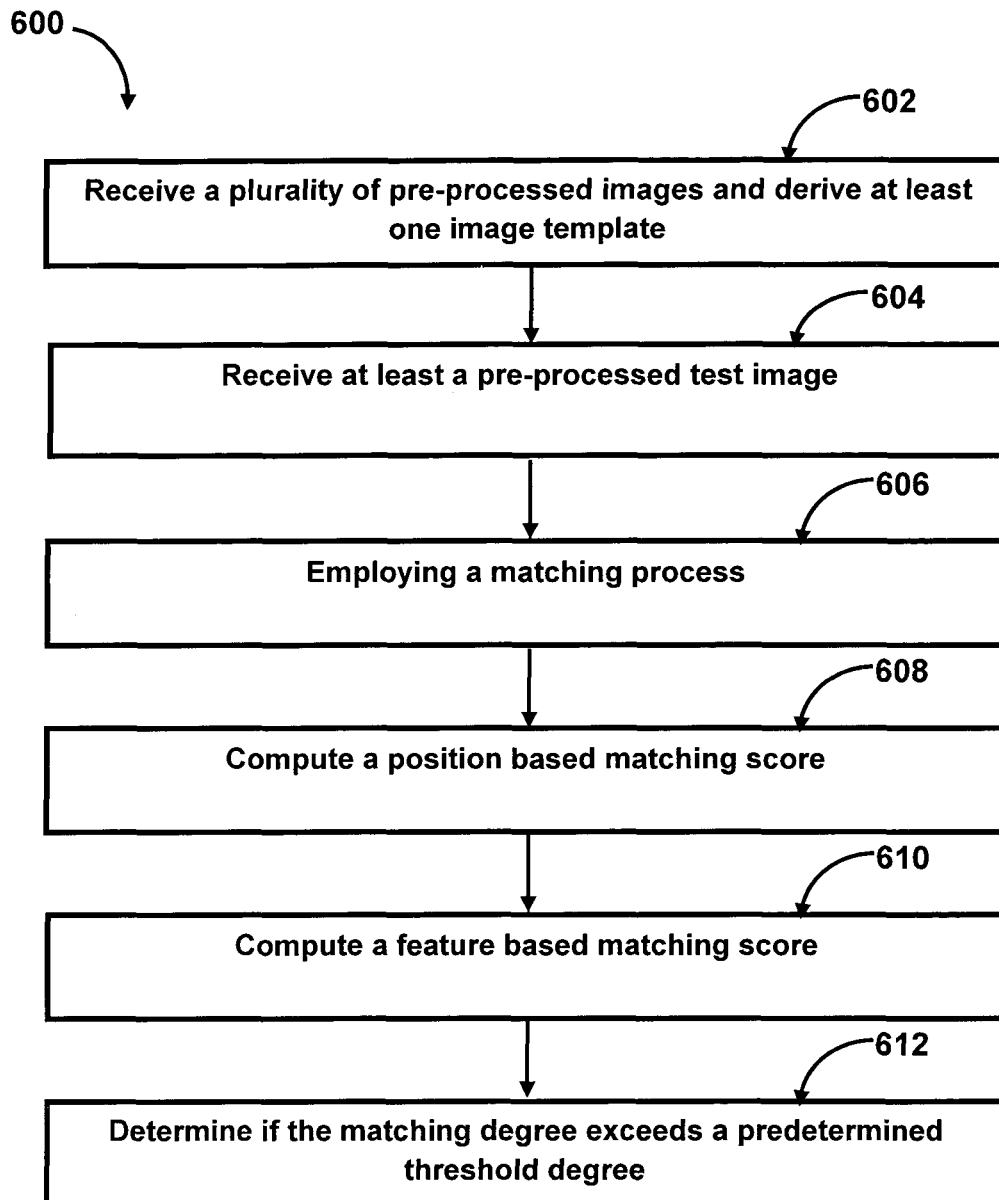 600
602
Receive a plurality of pre-processed images and derive at least
one image template
604
Receive at least a pre-processed test image
606
Employing a matching process
608
Compute a position based matching score
610
Compute a feature based matching score
612
Determine if the matching degree exceeds a predetermined
threshold degree